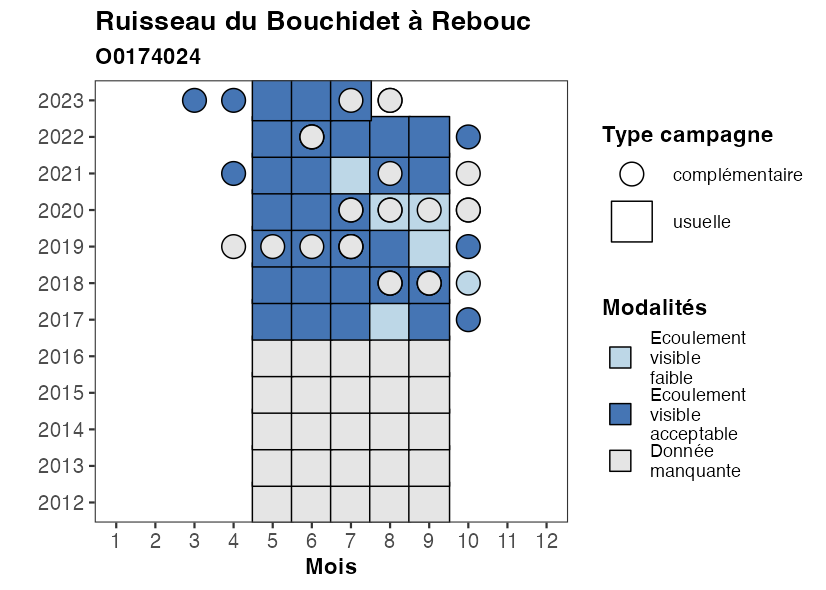 Ruisseau du Bouchidet à Rebouc
O0174024
2023
2022
2021
2020
2019
2018
2017
2016
2015
2014
2013
2012
1 2 3 4 5 6 7 8 9 10 11 12
Mois
Type campagne
complémentaire
usuelle
Modalités
Ecoulement
visible
faible
Ecoulement
visible
acceptable
Donnée
manquante